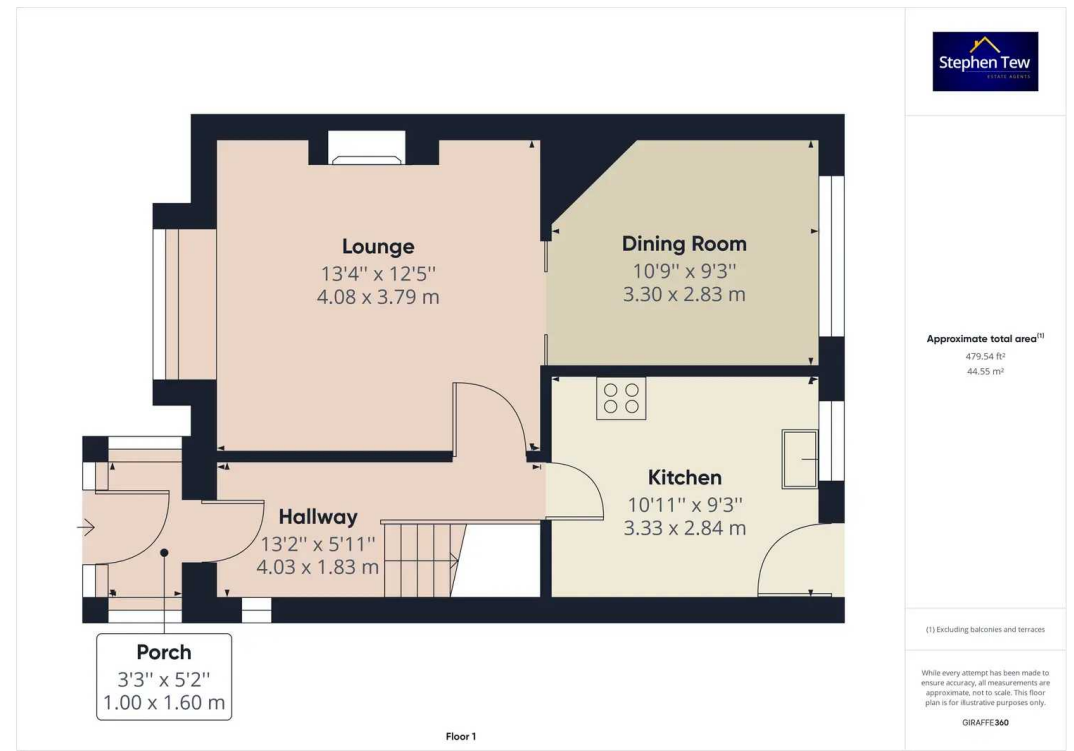 Lounge
13'4'' x 12'5''
4.08 x 3.79 m
Dining Room
10'9'' x 9'3''
3.30 x 2.83 m
Kitchen
10'11'' x 9'3''
3.33 x 2.84 m
Hallway
13'2'' x 5'11''
4.03 x 1.83 m
Porch
3'3'' x 5'2''
1.00 x 1.60 m
Floor 1
Stephen Tew
ESTATE AGENTS
Approximate total area(1)
479.54 ft²
44.55 m²
(1) Excluding balconies and terraces
While every attempt has been made to
ensure accuracy, all measurements are
approximate, not to scale. This floor
plan is for illustrative purposes only.
GIRAFFE360